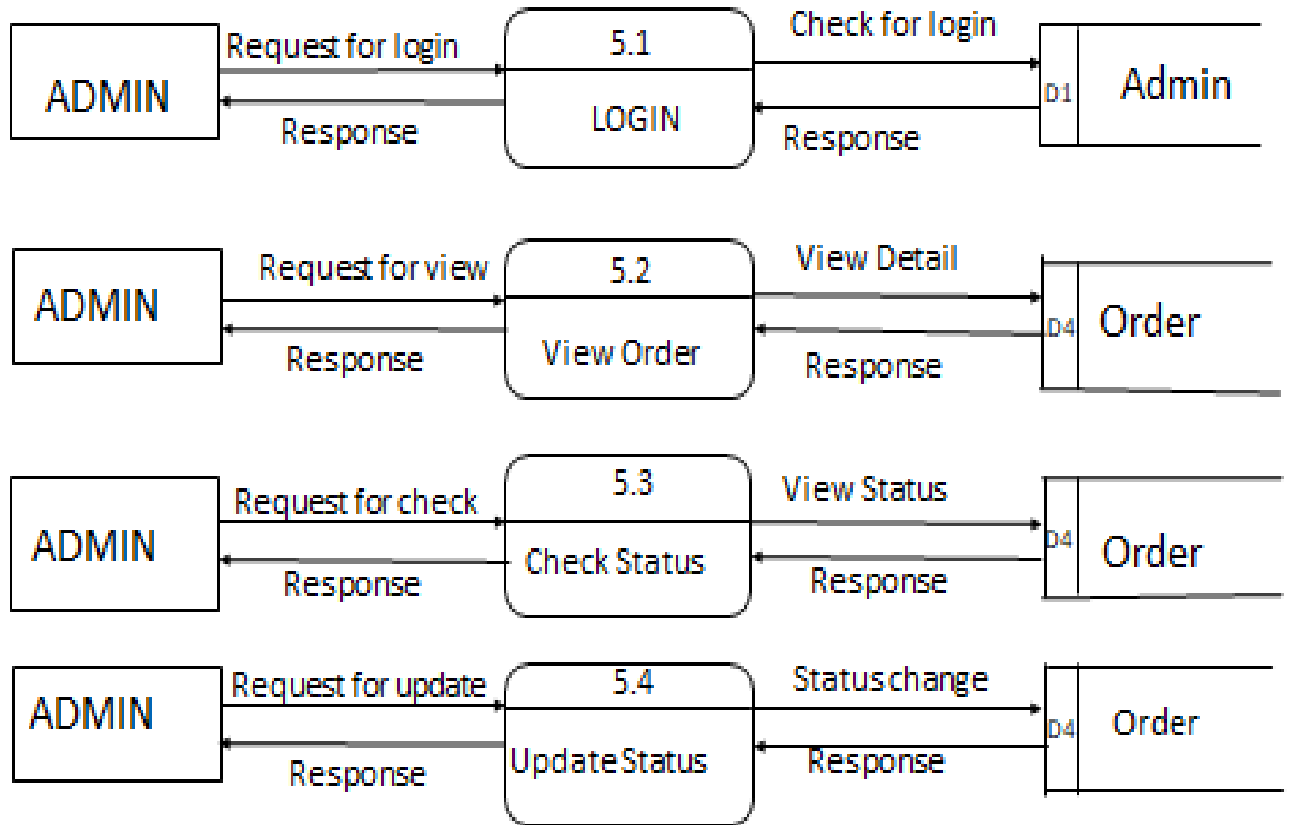 Request for login
5.1
Check for login
ADMIN
D1
Admin
LOGIN
Response
Response
Request for view
5.2
View Detail
ADMIN
D4
Order
View Order
Response
Response
Request for check
5.3
View Status
ADMIN
D4
Order
Check Status
Response
Response
Request for update
5.4
Status change
ADMIN
D4
Order
Update Status
Response
Response